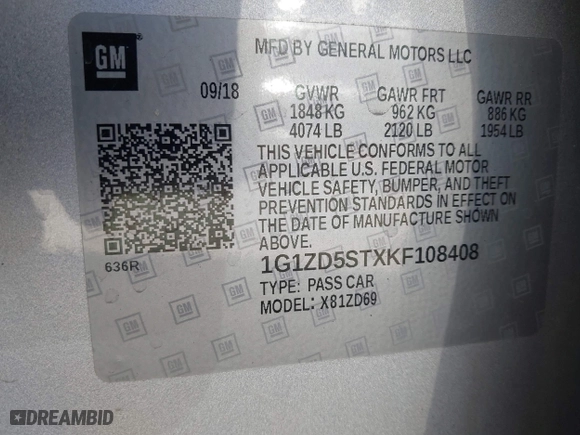 GM
MFD BY GENERAL MOTORS LLC
09/18
GVWR GAWR FRT GAWR RR
1848 KG 962 KG 886 KG
4074 LB 2120 LB 1954 LB
THIS VEHICLE CONFORMS TO ALL
APPLICABLE U.S. FEDERAL MOTOR
VEHICLE SAFETY, BUMPER, AND THEFT
PREVENTION STANDARDS IN EFFECT ON
THE DATE OF MANUFACTURE SHOWN
ABOVE.
636R
1G1ZD5STXKF108408
TYPE: PASS CAR
MODEL: X81ZD69
DREAMBID